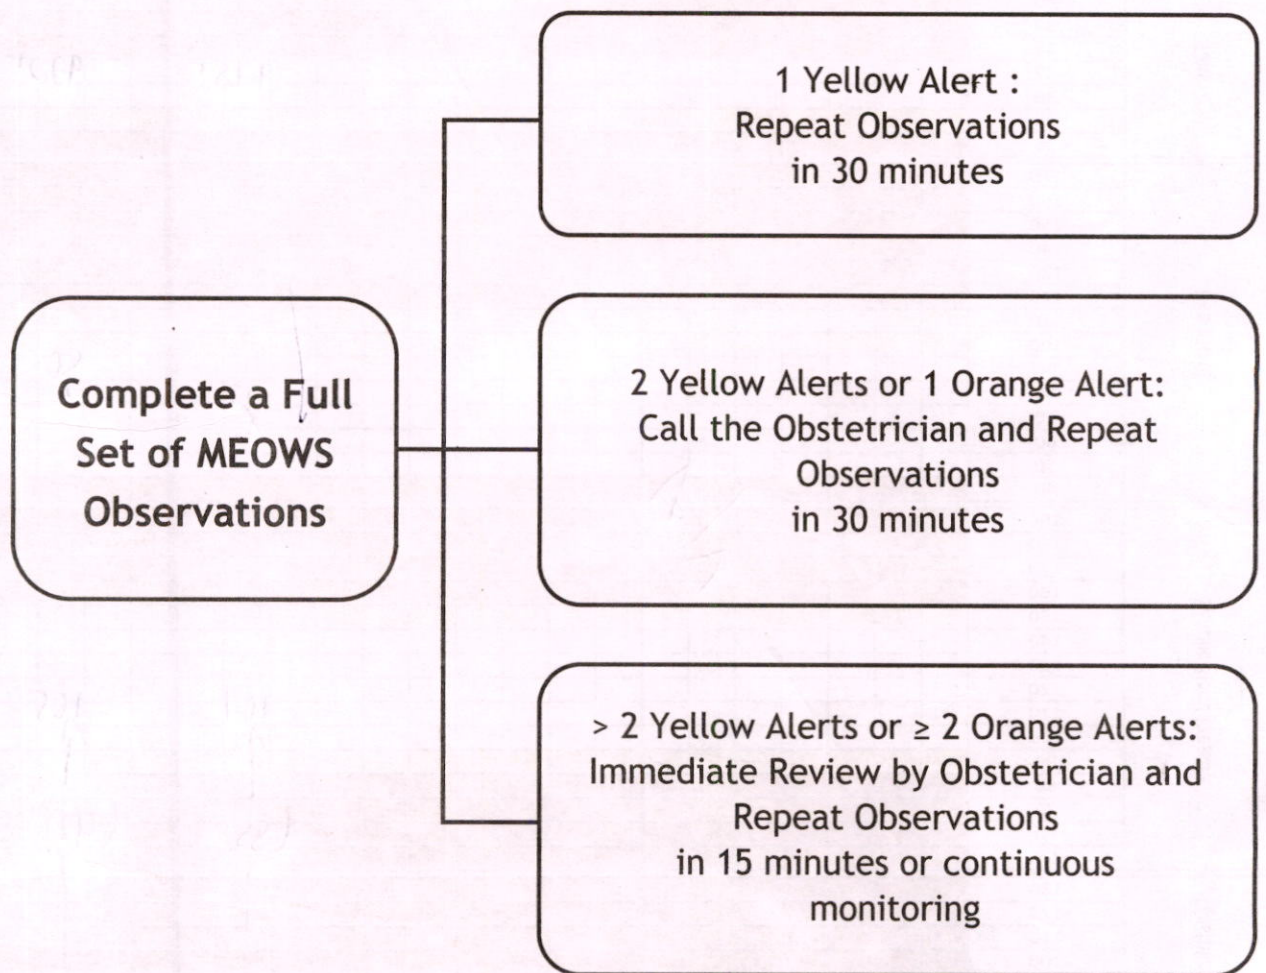 1 Yellow Alert :
Repeat Observations
in 30 minutes
Complete a Full
Set of MEOWS
Observations
2 Yellow Alerts or 1 Orange Alert:
Call the Obstetrician and Repeat
Observations
in 30 minutes
> 2 Yellow Alerts or ≥ 2 Orange Alerts:
Immediate Review by Obstetrician and
Repeat Observations
in 15 minutes or continuous
monitoring